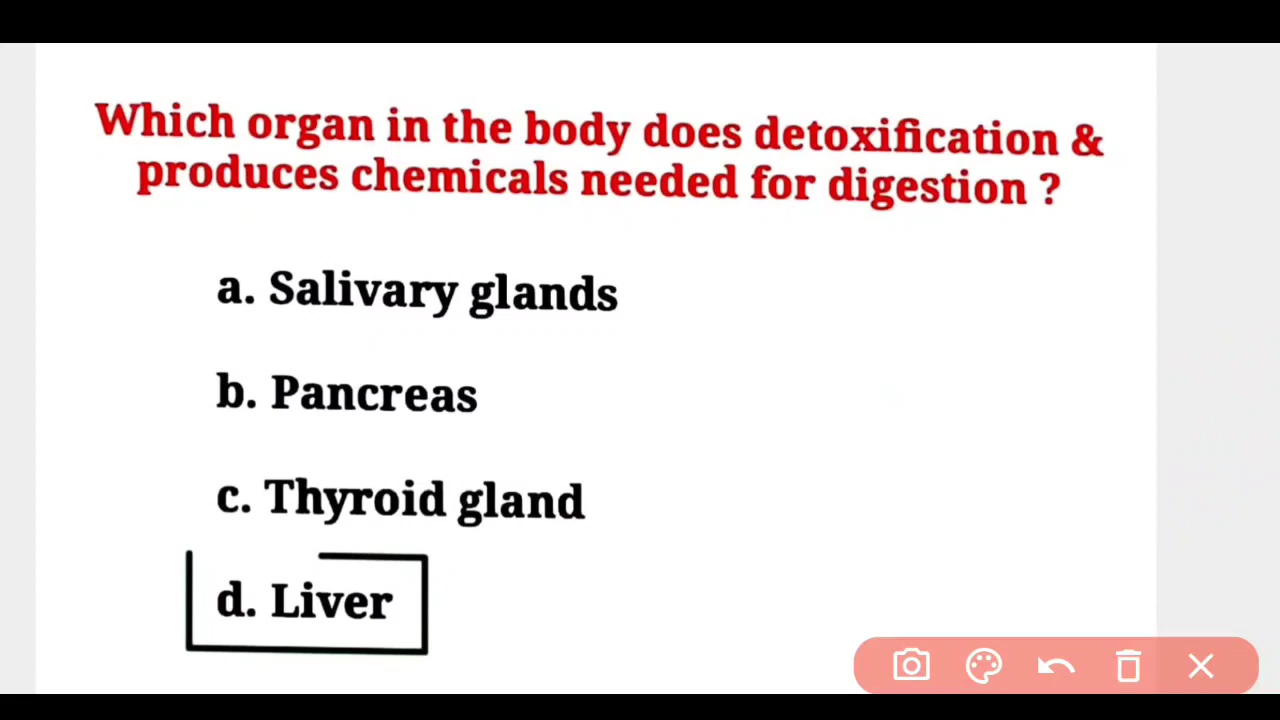 Which organ in the body does detoxification &
produces chemicals needed for digestion ?
a. Salivary glands
b. Pancreas
c. Thyroid gland
d. Liver